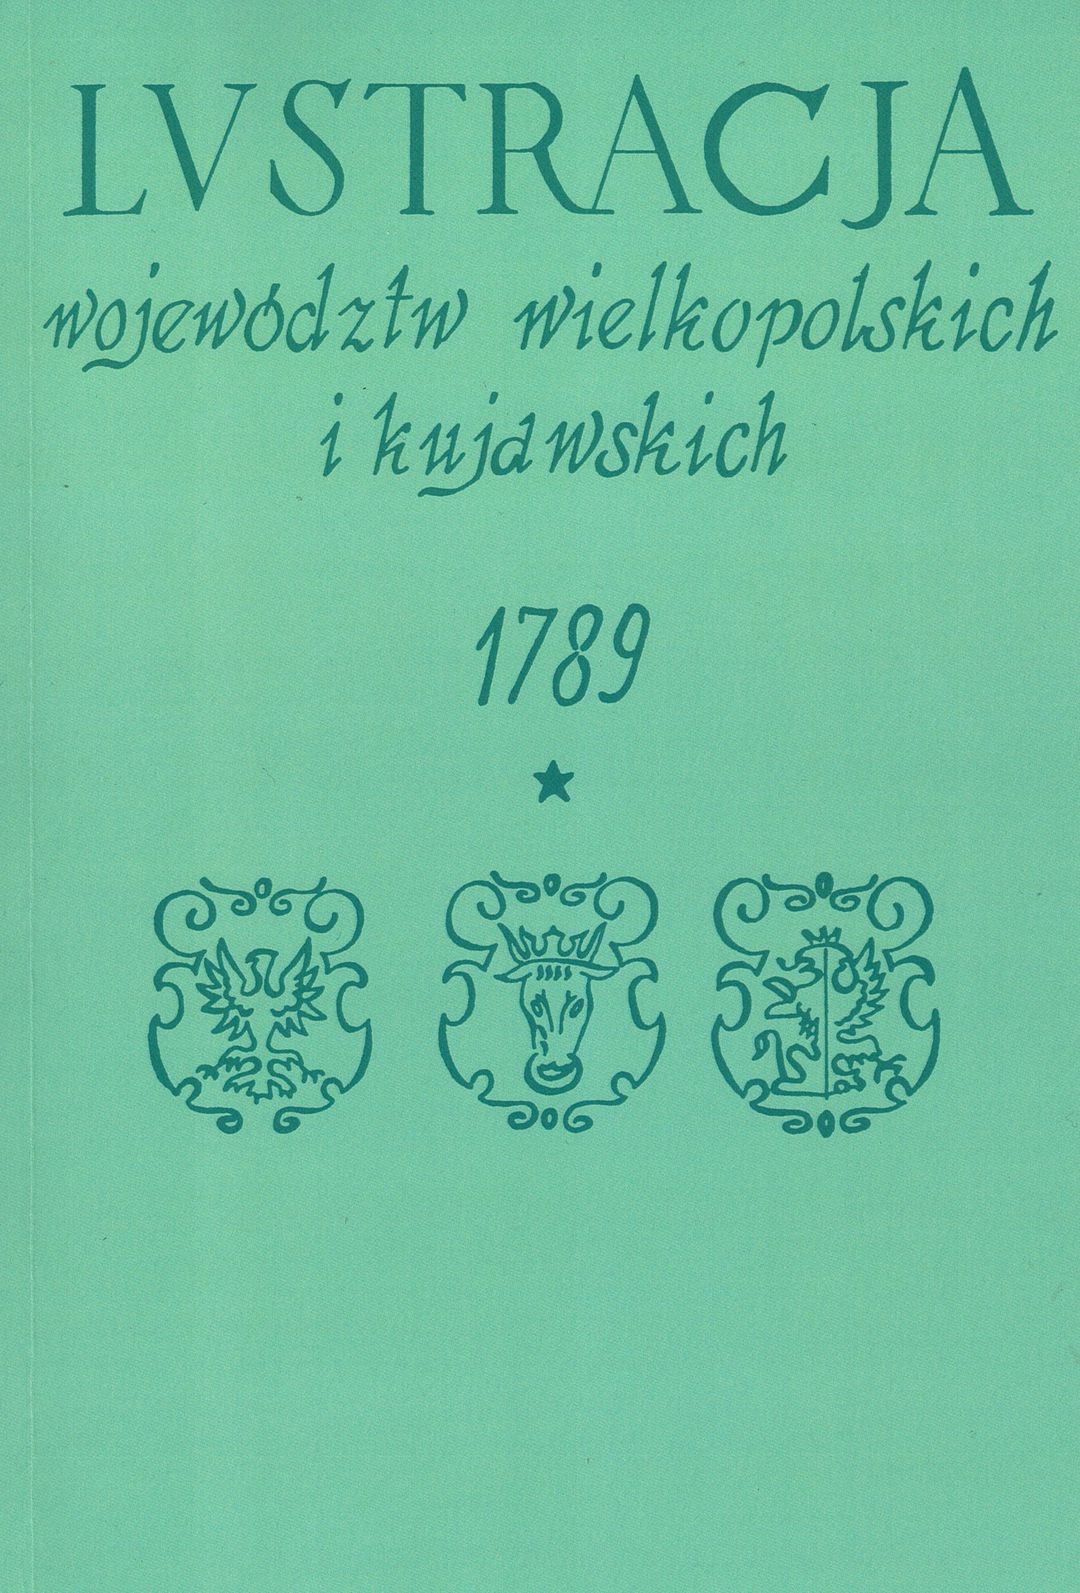 LVSTRACJA
województw wielkopolskich
i kujawskich
1789